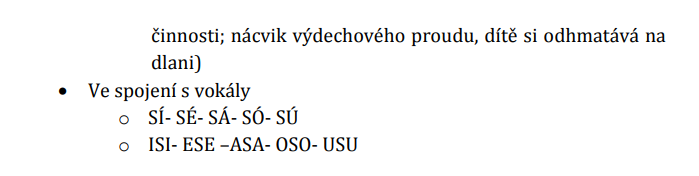 činnosti; nácvik výdechového proudu, dítě si odhmatává na
dlani)
• Ve spojení s vokály
o SÍ- SÉ- SÁ- SÓ- SÚ
o ISI- ESE –ASA- OSO- USU